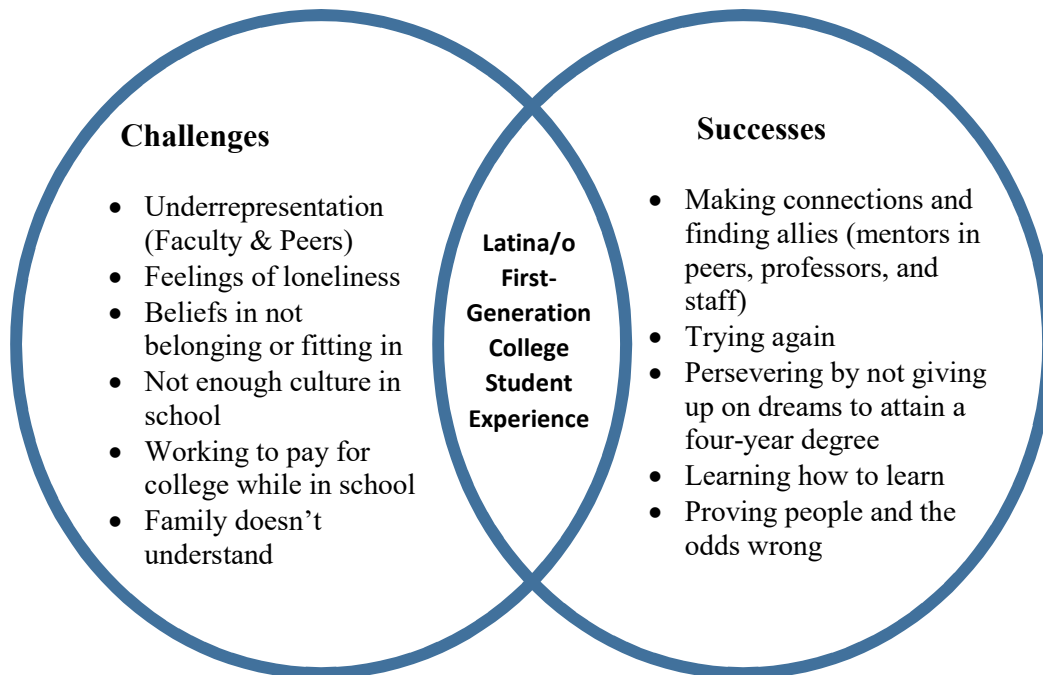 Challenges
• Underrepresentation
(Faculty & Peers)
• Feelings of loneliness
• Beliefs in not
belonging or fitting in
• Not enough culture in
school
• Working to pay for
college while in school
• Family doesn’t
understand
Latina/o
First-
Generation
College
Student
Experience
Successes
• Making connections and
finding allies (mentors in
peers, professors, and
staff)
• Trying again
• Persevering by not giving
up on dreams to attain a
four-year degree
• Learning how to learn
• Proving people and the
odds wrong